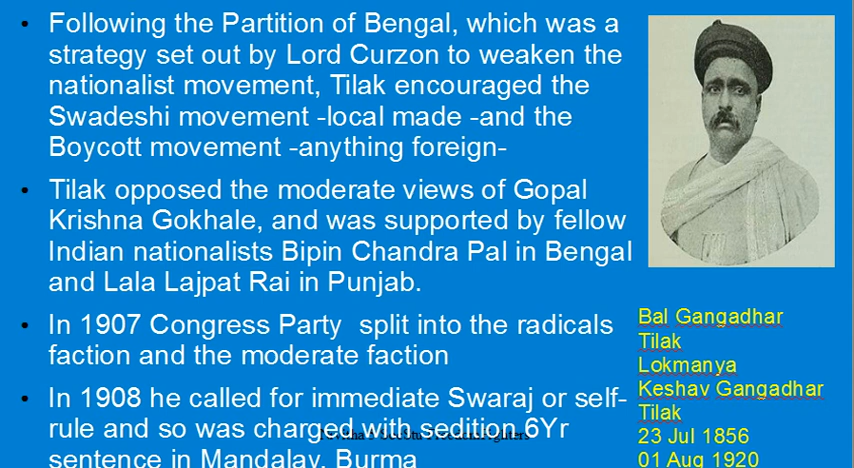 • Following the Partition of Bengal, which was a
strategy set out by Lord Curzon to weaken the
nationalist movement, Tilak encouraged the
Swadeshi movement -local made -and the
Boycott movement -anything foreign-
• Tilak opposed the moderate views of Gopal
Krishna Gokhale, and was supported by fellow
Indian nationalists Bipin Chandra Pal in Bengal
and Lala Lajpat Rai in Punjab.
• In 1907 Congress Party  split into the radicals
faction and the moderate faction
• In 1908 he called for immediate Swaraj or self-
rule and so was charged with sedition 6Yr
sentence in Mandalay, Burma
Bal Gangadhar
Tilak
Lokmanya
Keshav Gangadhar
Tilak
23 Jul 1856
01 Aug 1920